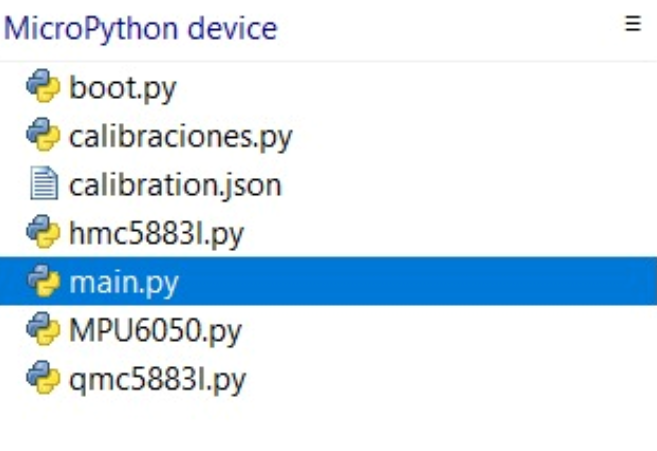 MicroPython device
boot.py
calibraciones.py
calibration.json
hmc5883l.py
main.py
MPU6050.py
qmc5883l.py